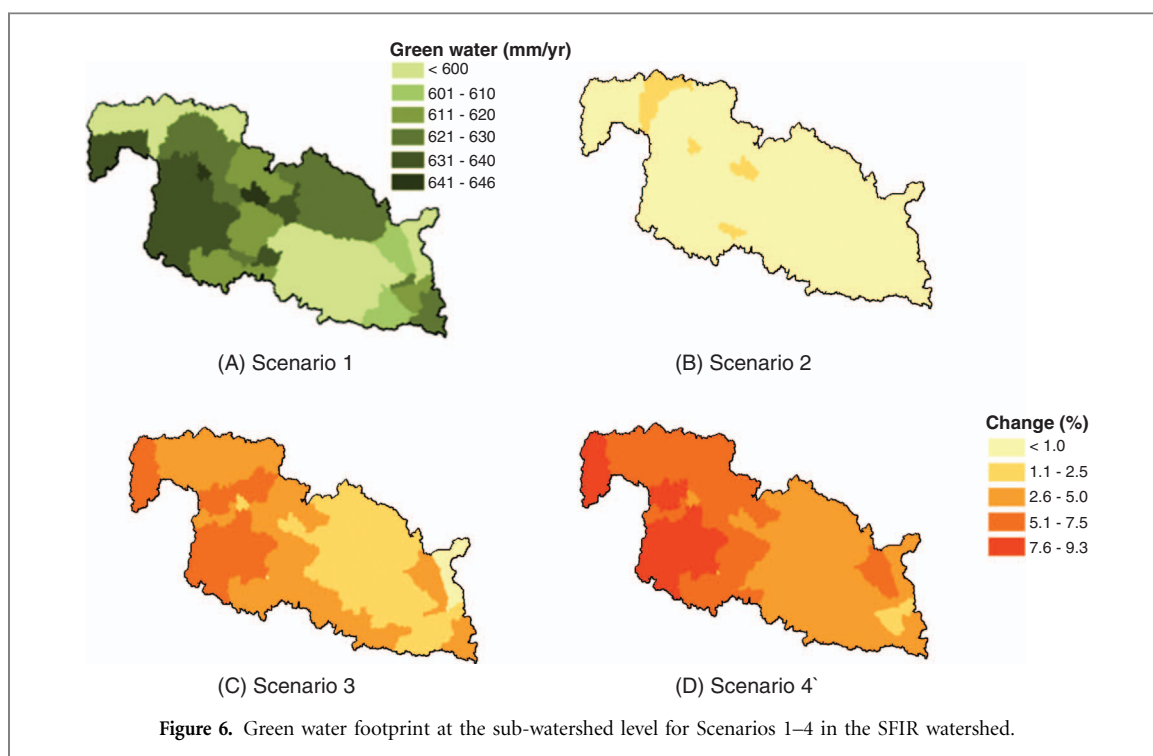 Green water (mm/yr)
< 600
601 - 610
611 - 620
621 - 630
631 - 640
641 - 646
(A) Scenario 1
(B) Scenario 2
Change (%)
< 1.0
1.1 - 2.5
2.6 - 5.0
5.1 - 7.5
7.6 - 9.3
(C) Scenario 3
(D) Scenario 4`
Figure 6. Green water footprint at the sub-watershed level for Scenarios 1–4 in the SFIR watershed.